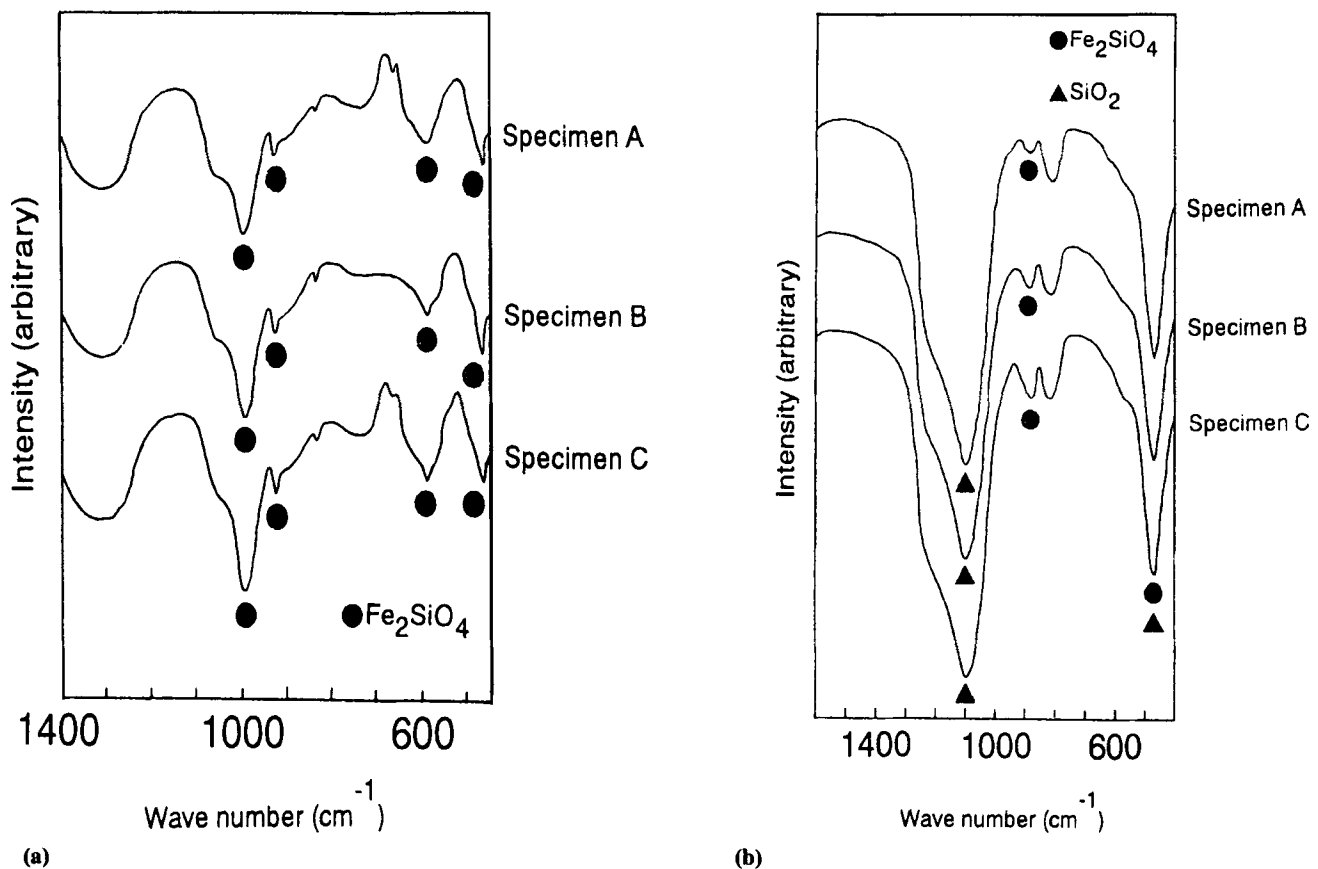 Intensity (arbitrary)
Specimen A
Specimen B
Specimen C
●Fe₂SiO₄
1400 1000 600
Wave number (cm⁻¹)
(a)
●Fe₂SiO₄
▲SiO₂
Intensity (arbitrary)
Specimen A
Specimen B
Specimen C
1400 1000 600
Wave number (cm⁻¹)
(b)